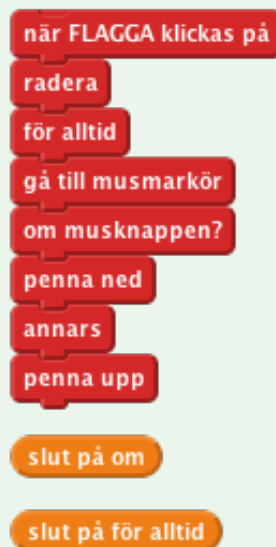 när FLAGGA klickas på
radera
för alltid
gå till musmarkör
om musknappen?
penna ned
annars
penna upp
slut på om
slut på för alltid